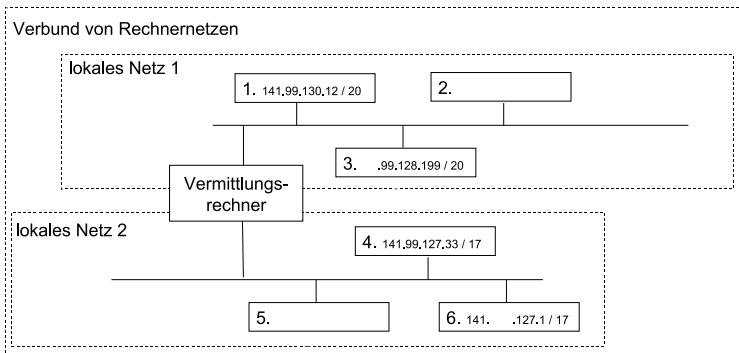 Verbund von Rechnernetzen
lokales Netz 1
1. 141.99.130.12 / 20
2.
3. .99.128.199 / 20
Vermittlungs-
rechner
lokales Netz 2
4. 141.99.127.33 / 17
5.
6. 141. .127.1 / 17